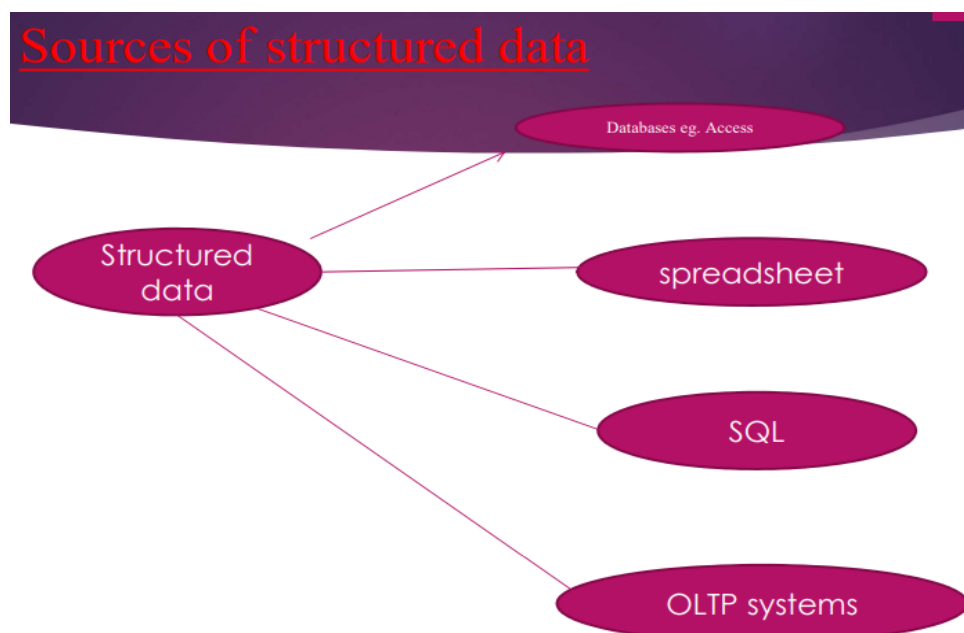 Sources of structured data
Databases eg. Access
Structured
data
spreadsheet
SQL
OLTP systems